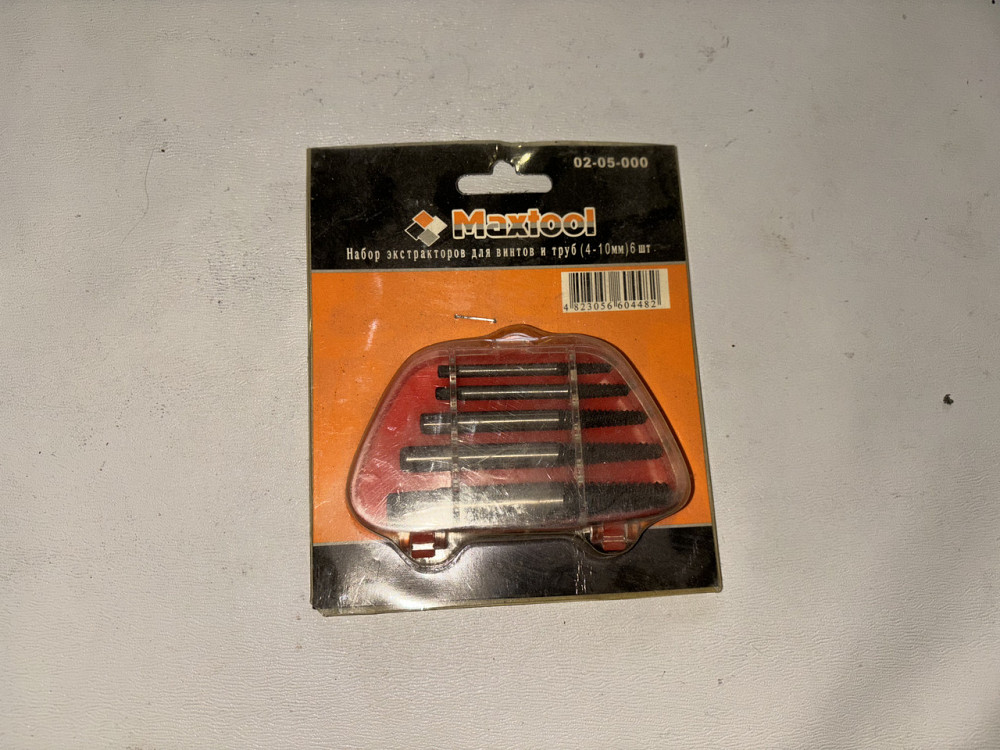 02-05-000
Maxtool
Набор экстракторов для винтов и труб (4-10мм) 6 шт
4 823056 604482